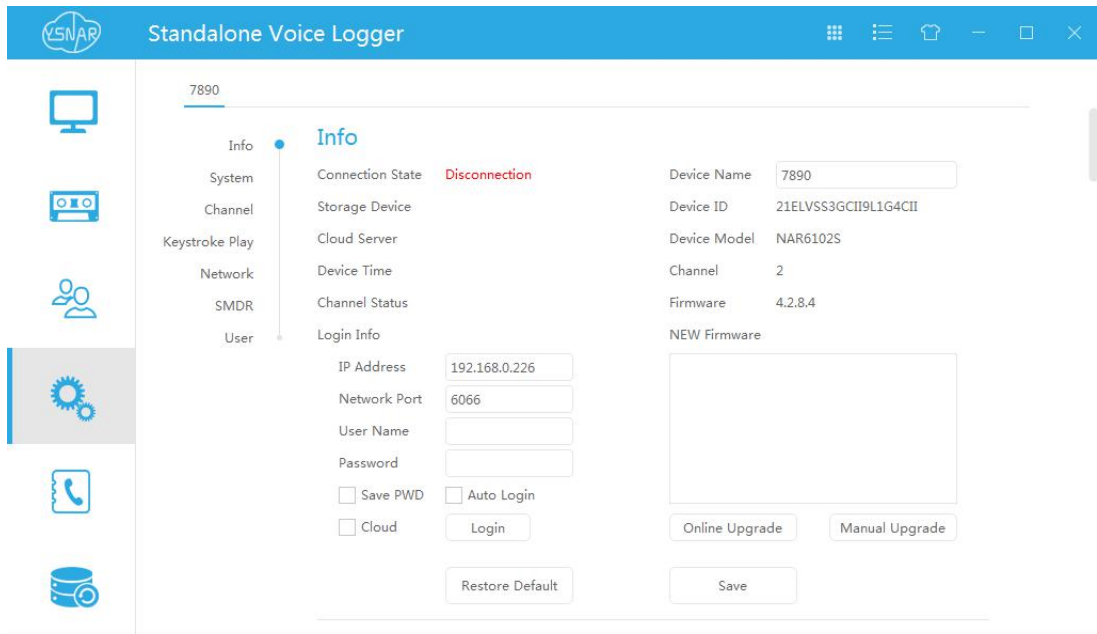 YSNAR Standalone Voice Logger
7890
Info
System
Channel
Keystroke Play
Network
SMDR
User
Info
Connection State Disconnection
Storage Device
Cloud Server
Device Time
Channel Status
Login Info
IP Address 192.168.0.226
Network Port 6066
User Name
Password
Save PWD Auto Login
Cloud Login
Restore Default
Device Name 7890
Device ID 21ELVSS3GCII9L1G4CII
Device Model NAR6102S
Channel 2
Firmware 4.2.8.4
NEW Firmware
Online Upgrade Manual Upgrade
Save